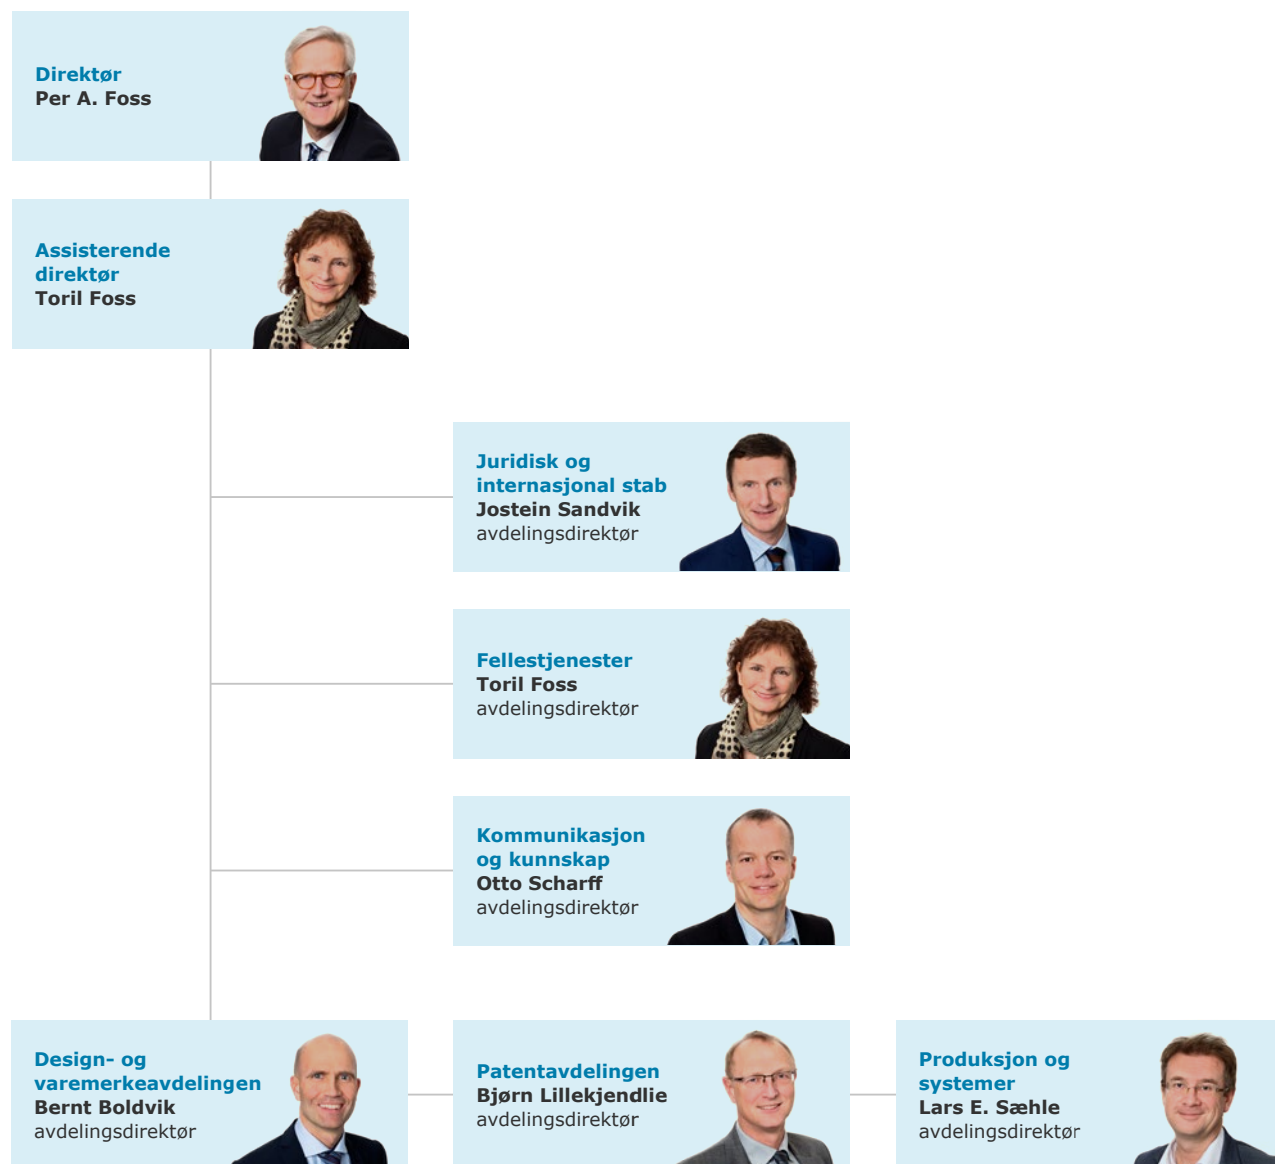 Direktør
Per A. Foss
Assisterende
direktør
Toril Foss
Juridisk og
internasjonal stab
Jostein Sandvik
avdelingsdirektør
Fellestjenester
Toril Foss
avdelingsdirektør
Kommunikasjon
og kunnskap
Otto Scharff
avdelingsdirektør
Design- og
varemerkeavdelingen
Bernt Boldvik
avdelingsdirektør
Patentavdelingen
Bjørn Lillekjendlie
avdelingsdirektør
Produksjon og
systemer
Lars E. Sæhle
avdelingsdirektør